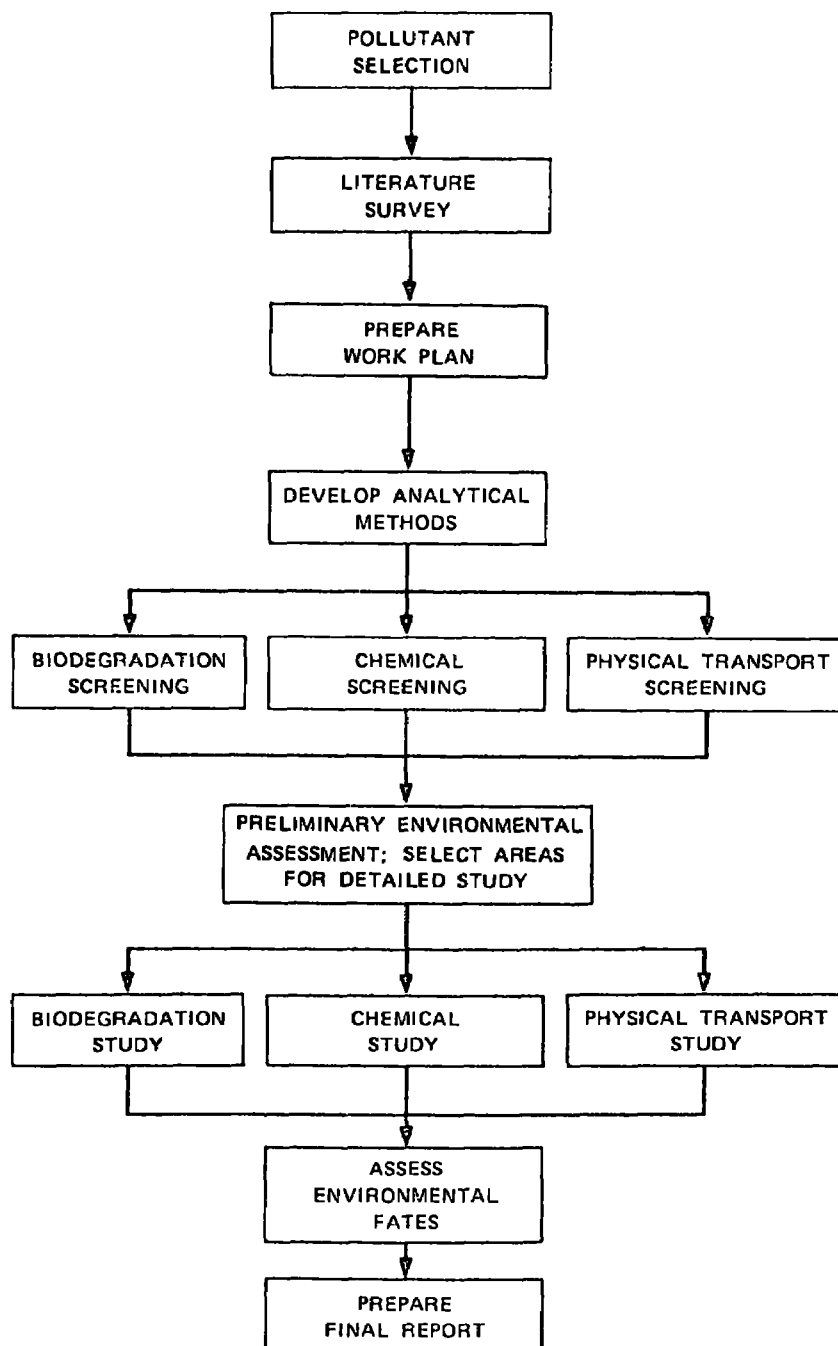 POLLUTANT
SELECTION
LITERATURE
SURVEY
PREPARE
WORK PLAN
DEVELOP ANALYTICAL
METHODS
BIODEGRADATION
SCREENING
CHEMICAL
SCREENING
PHYSICAL TRANSPORT
SCREENING
PRELIMINARY ENVIRONMENTAL
ASSESSMENT; SELECT AREAS
FOR DETAILED STUDY
BIODEGRADATION
STUDY
CHEMICAL
STUDY
PHYSICAL TRANSPORT
STUDY
ASSESS
ENVIRONMENTAL
FATES
PREPARE
FINAL REPORT